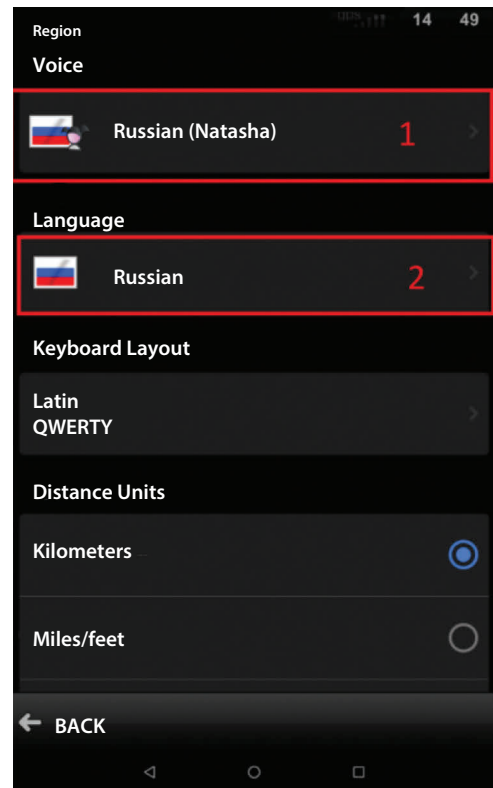 14 49
Region
Voice
Russian (Natasha) 1
Language
Russian 2
Keyboard Layout
Latin
QWERTY
Distance Units
Kilometers
Miles/feet
BACK